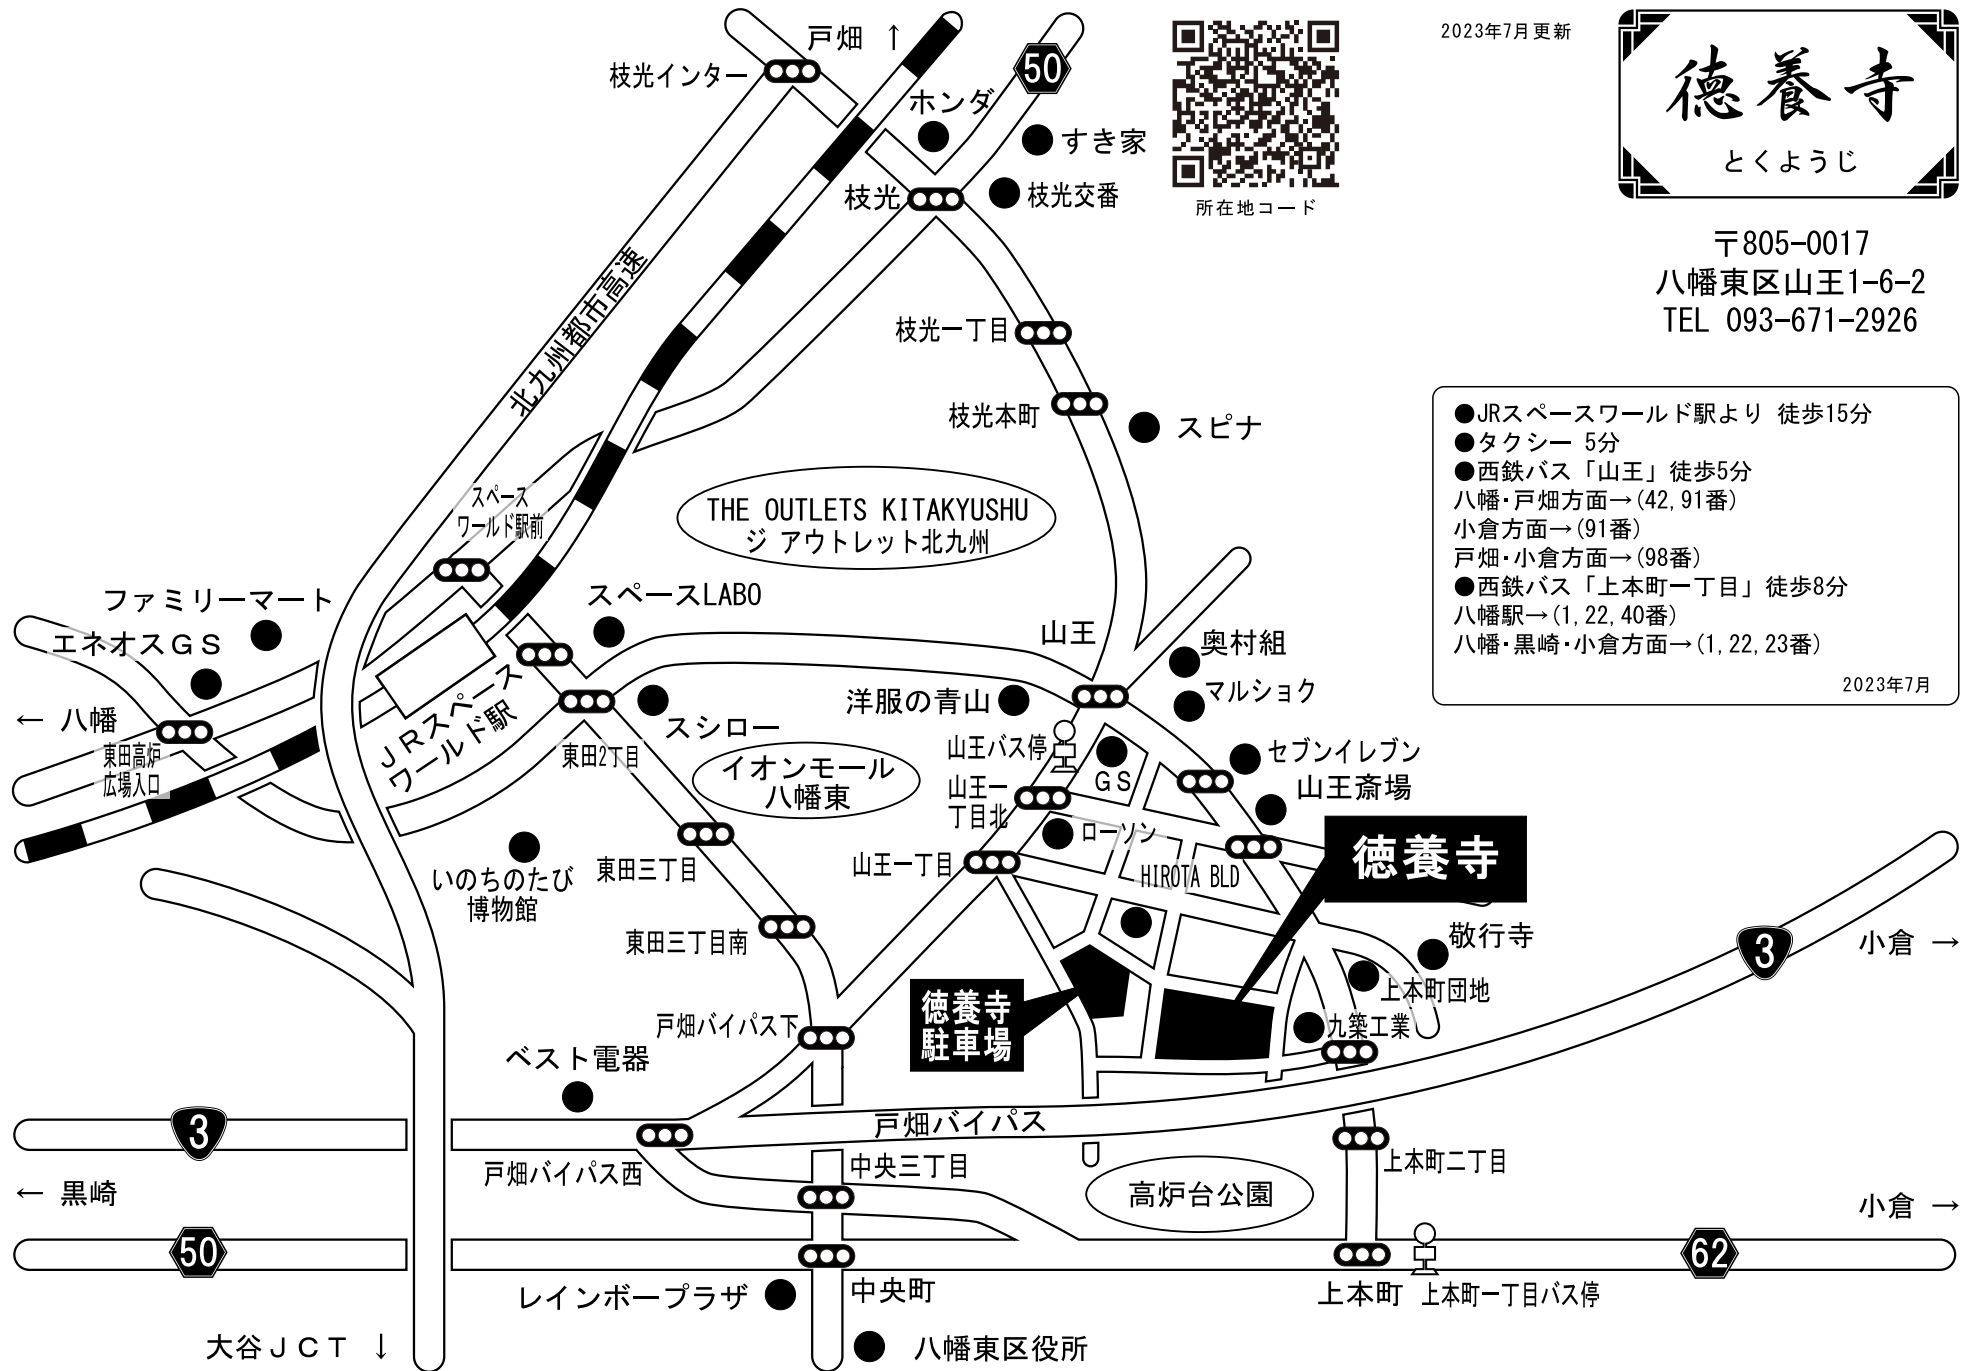 戸畑 ↑
枝光インター
50
ホンダ
すき家
枝光
枝光交番
所在地コード
2023年7月更新
徳養寺
とくようじ
〒805-0017
八幡東区山王1-6-2
TEL 093-671-2926
北九州都市高速
枝光一丁目
枝光本町
スピナ
●JRスペースワールド駅より 徒歩15分
●タクシー 5分
●西鉄バス「山王」徒歩5分
八幡・戸畑方面→(42,91番)
小倉方面→(91番)
戸畑・小倉方面→(98番)
●西鉄バス「上本町一丁目」徒歩8分
八幡駅→(1,22,40番)
八幡・黒崎・小倉方面→(1,22,23番)
2023年7月
スペース
ワールド駅前
THE OUTLETS KITAKYUSHU
ジ アウトレット北九州
ファミリーマート
エネオスGS
スペースLABO
山王
奥村組
マルショク
洋服の青山
← 八幡
東田高炉
広場入口
JRスペース
ワールド駅
スシロー
東田2丁目
イオンモール
八幡東
山王バス停
GS
セブンイレブン
山王斎場
山王一
丁目北
ローソン
山王一丁目
HIROTA BLD
徳養寺
いのちのたび
博物館
東田三丁目
東田三丁目南
敬行寺
上本町団地
九築工業
3
小倉 →
徳養寺
駐車場
戸畑バイパス下
ベスト電器
3
戸畑バイパス
戸畑バイパス西
中央三丁目
上本町二丁目
← 黒崎
高炉台公園
小倉 →
50
62
レインボープラザ
中央町
上本町
上本町一丁目バス停
大谷JCT ↓
八幡東区役所